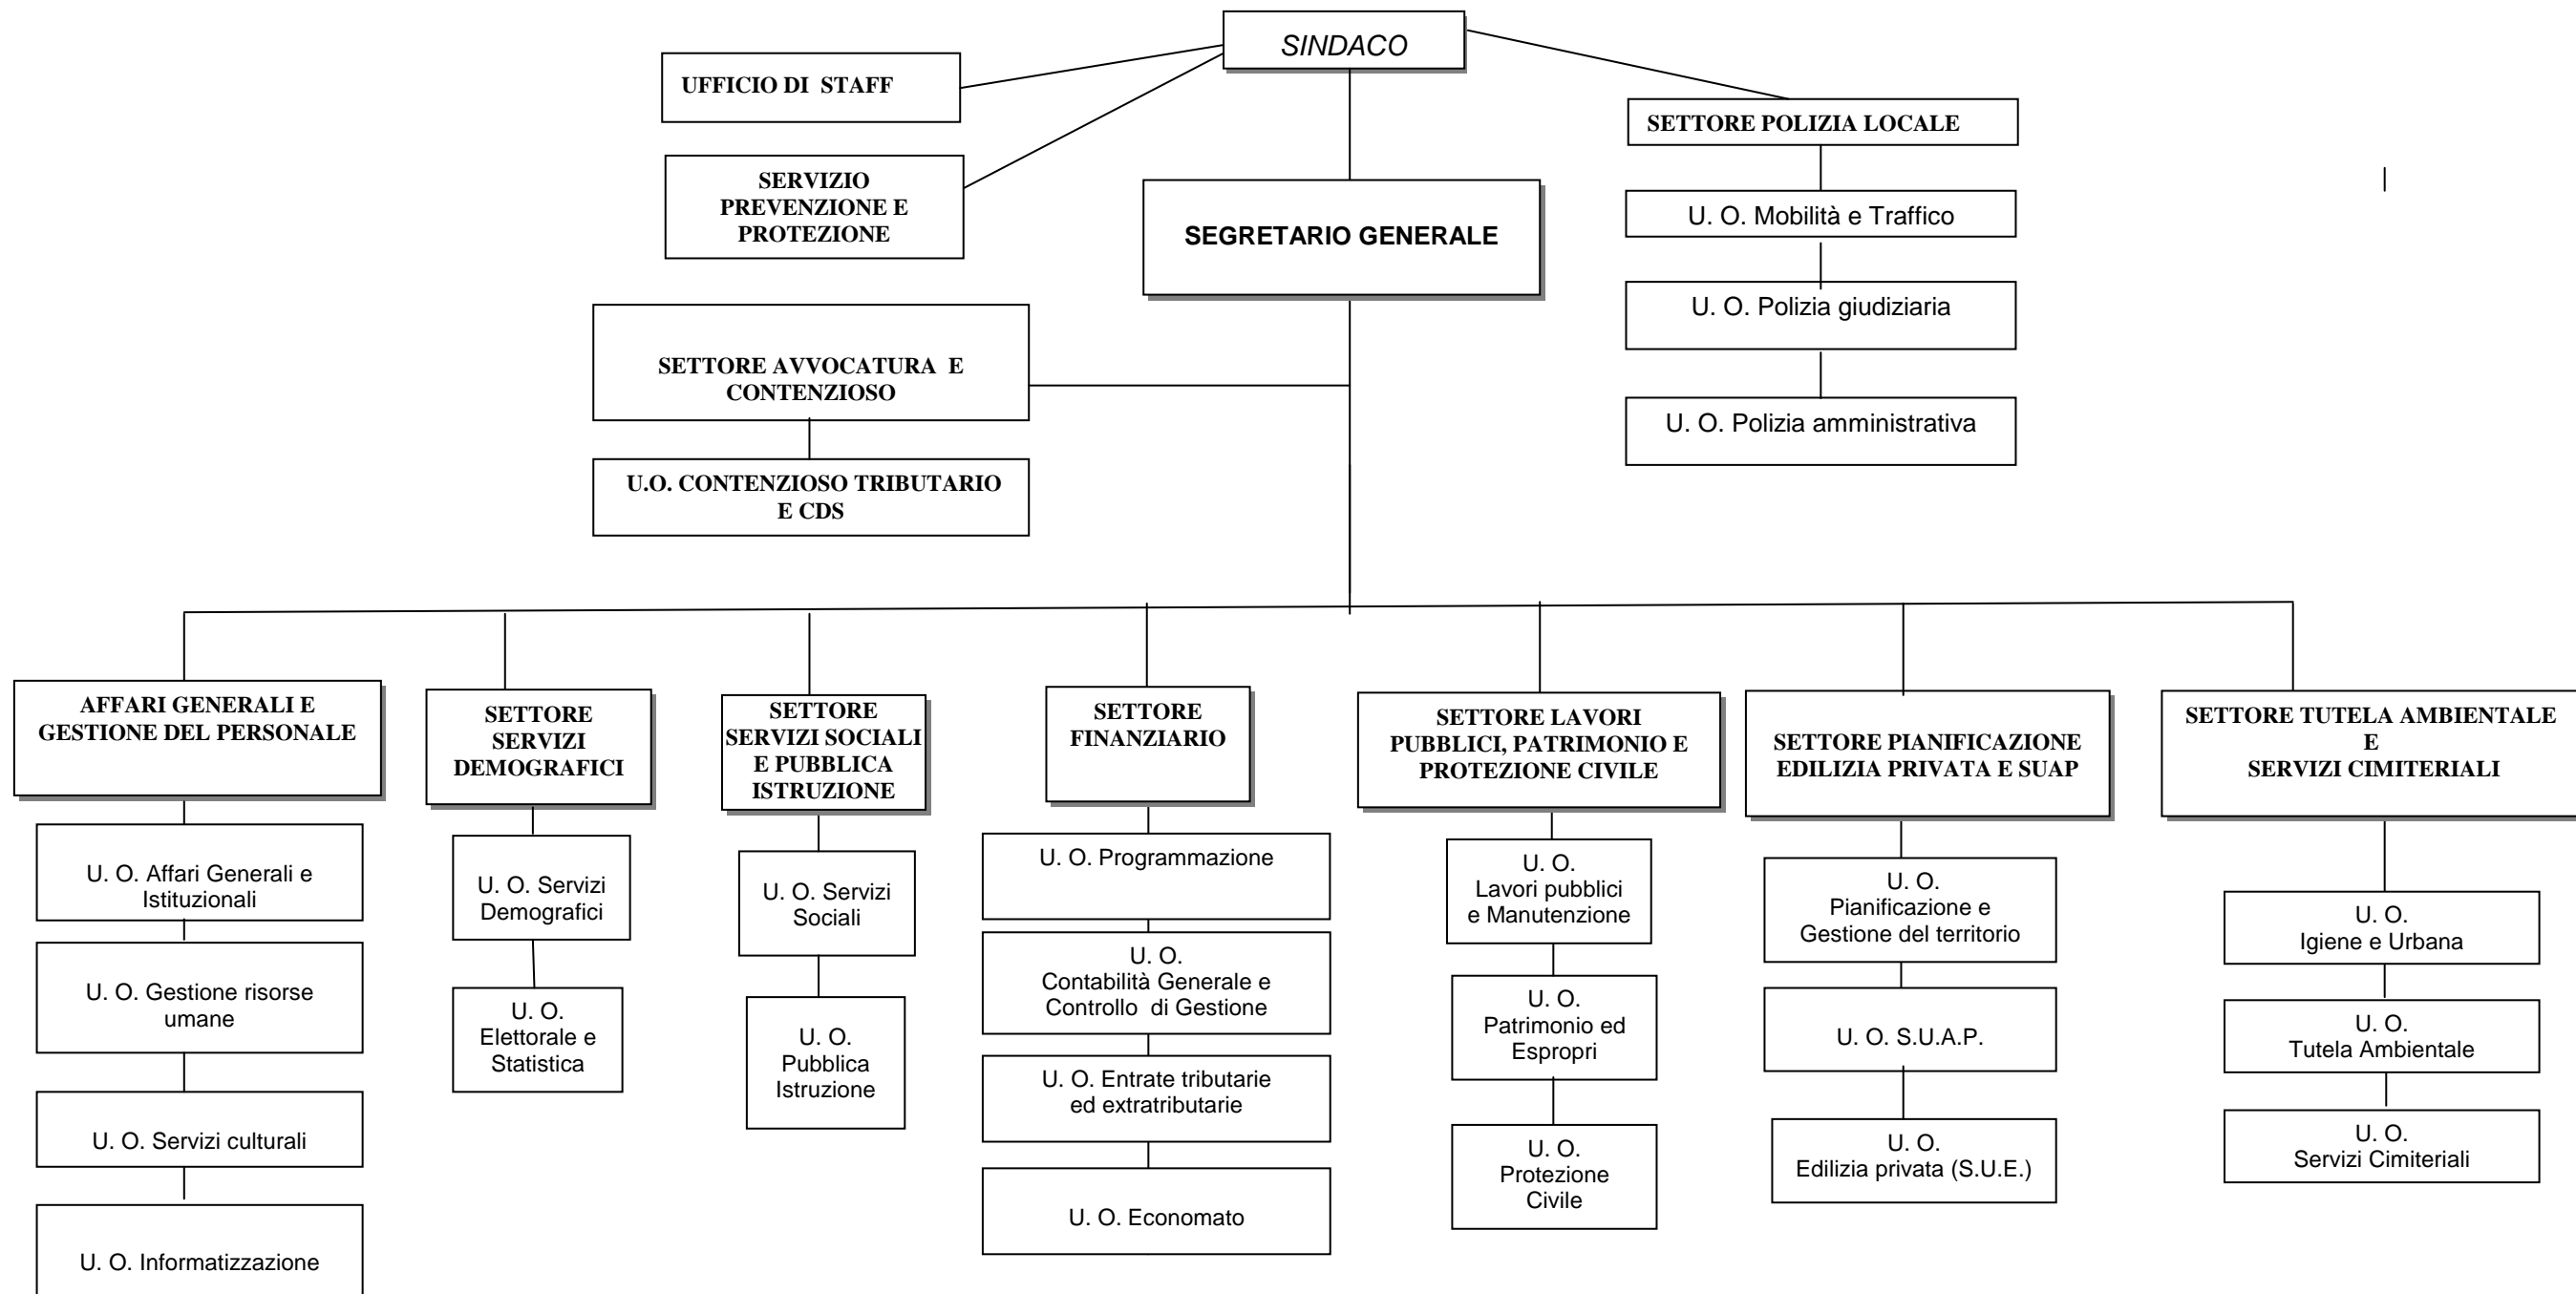 SINDACO
UFFICIO DI STAFF
SERVIZIO
PREVENZIONE E
PROTEZIONE
SETTORE POLIZIA LOCALE
U. O. Mobilità e Traffico
U. O. Polizia giudiziaria
U. O. Polizia amministrativa
SEGRETARIO GENERALE
SETTORE AVVOCATURA E
CONTENZIOSO
U.O. CONTENZIOSO TRIBUTARIO
E CDS
AFFARI GENERALI E
GESTIONE DEL PERSONALE
U. O. Affari Generali e
Istituzionali
U. O. Gestione risorse
umane
U. O. Servizi culturali
U. O. Informatizzazione
SETTORE
SERVIZI
DEMOGRAFICI
U. O. Servizi
Demografici
U. O.
Elettorale e
Statistica
SETTORE
SERVIZI SOCIALI
E PUBBLICA
ISTRUZIONE
U. O. Servizi
Sociali
U. O.
Pubblica
Istruzione
SETTORE
FINANZIARIO
U. O. Programmazione
U. O.
Contabilità Generale e
Controllo di Gestione
U. O. Entrate tributarie
ed extratributarie
U. O. Economato
SETTORE LAVORI
PUBBLICI, PATRIMONIO E
PROTEZIONE CIVILE
U. O.
Lavori pubblici
e Manutenzione
U. O.
Patrimonio ed
Espropri
U. O.
Protezione
Civile
SETTORE PIANIFICAZIONE
EDILIZIA PRIVATA E SUAP
U. O.
Pianificazione e
Gestione del territorio
U. O. S.U.A.P.
U. O.
Edilizia privata (S.U.E.)
SETTORE TUTELA AMBIENTALE
E
SERVIZI CIMITERIALI
U. O.
Igiene e Urbana
U. O.
Tutela Ambientale
U. O.
Servizi Cimiteriali